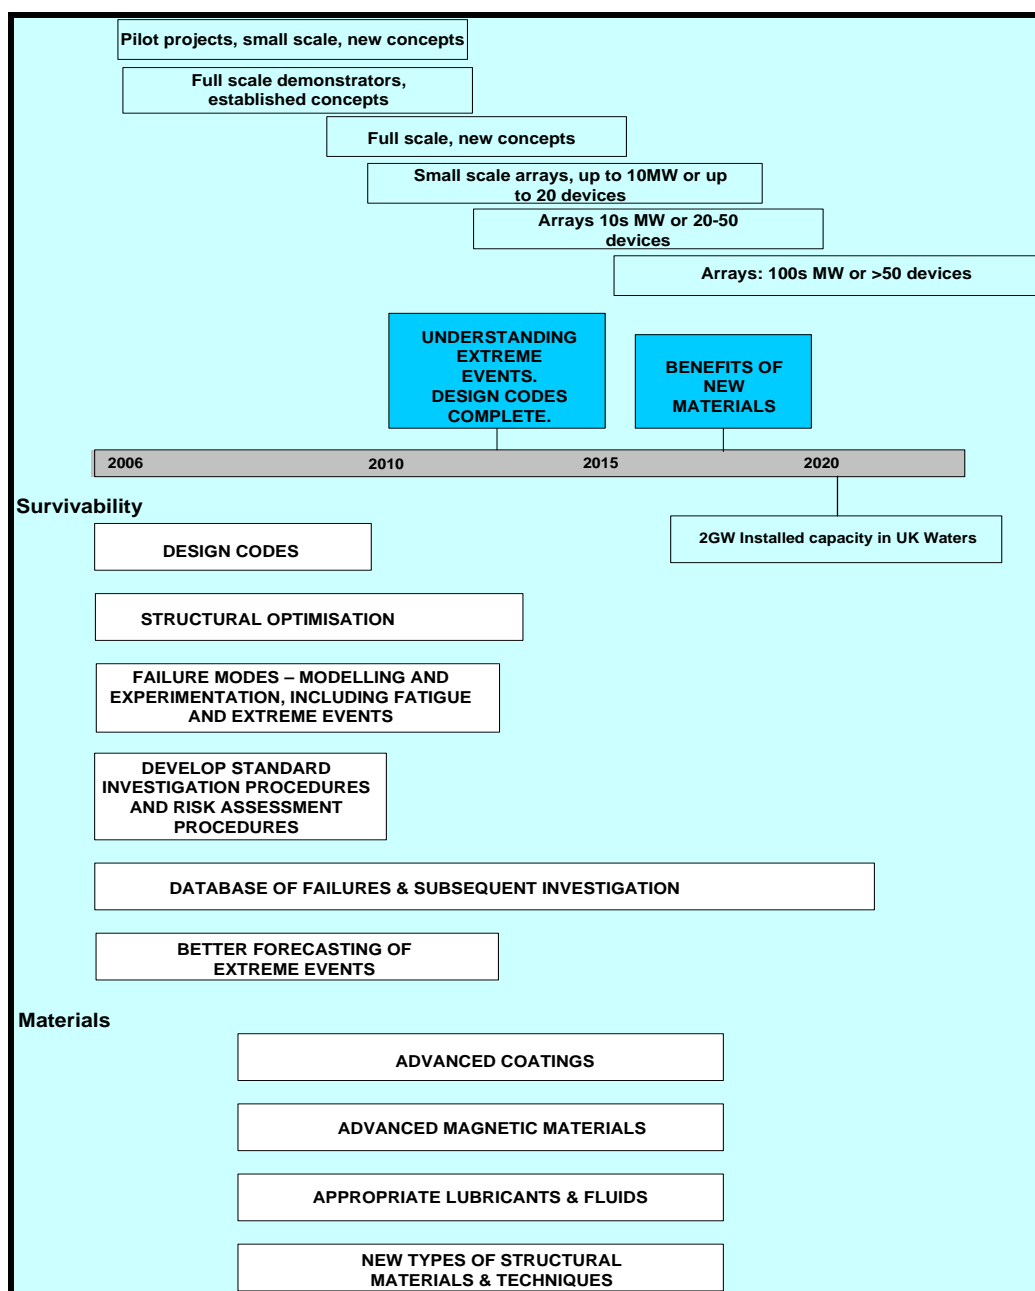 Pilot projects, small scale, new concepts
Full scale demonstrators,
established concepts
Full scale, new concepts
Small scale arrays, up to 10MW or up
to 20 devices
Arrays 10s MW or 20-50
devices
Arrays: 100s MW or >50 devices
UNDERSTANDING
EXTREME
EVENTS.
DESIGN CODES
COMPLETE.
BENEFITS OF
NEW
MATERIALS
2006 2010 2015 2020
Survivability
2GW Installed capacity in UK Waters
DESIGN CODES
STRUCTURAL OPTIMISATION
FAILURE MODES – MODELLING AND
EXPERIMENTATION, INCLUDING FATIGUE
AND EXTREME EVENTS
DEVELOP STANDARD
INVESTIGATION PROCEDURES
AND RISK ASSESSMENT
PROCEDURES
DATABASE OF FAILURES & SUBSEQUENT INVESTIGATION
BETTER FORECASTING OF
EXTREME EVENTS
Materials
ADVANCED COATINGS
ADVANCED MAGNETIC MATERIALS
APPROPRIATE LUBRICANTS & FLUIDS
NEW TYPES OF STRUCTURAL
MATERIALS & TECHNIQUES